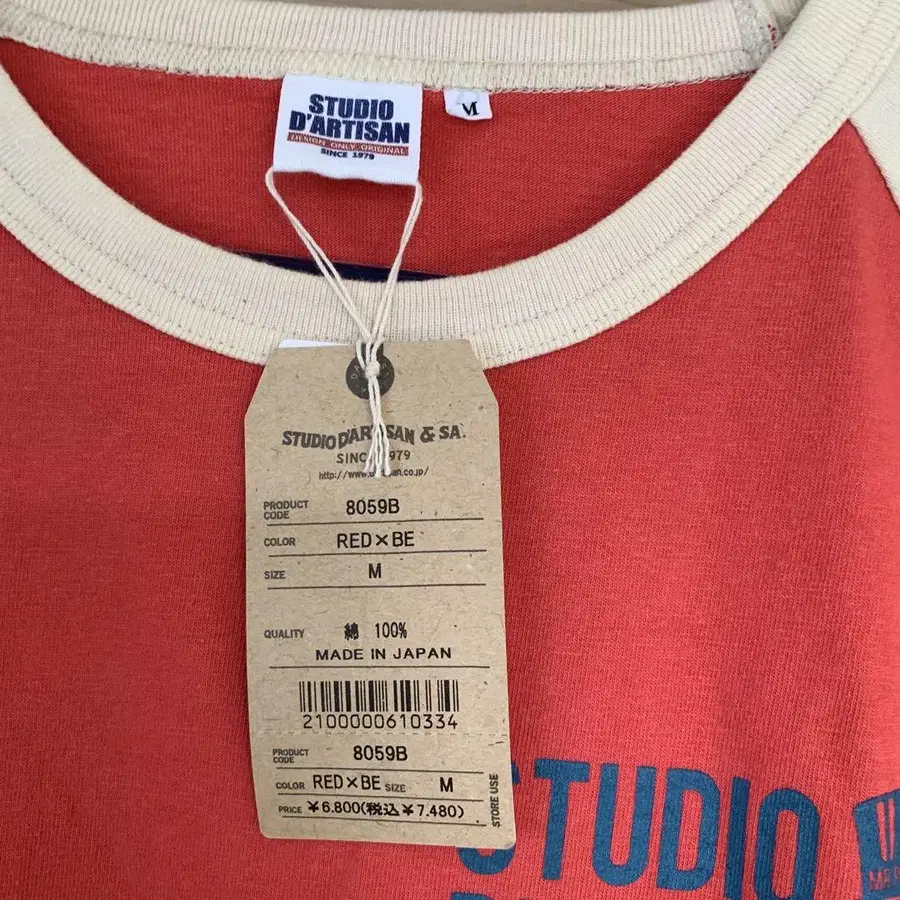 STUDIO
D'ARTISAN
DESIGN ONLY ORIGINAL
SINCE 1979
M
STUDIO D'ARTISAN & SA.
SINCE 1979
PRODUCT CODE 8059B
COLOR RED×BE
SIZE M
QUALITY 綿 100%
MADE IN JAPAN
2100000610334
PRODUCT CODE 8059B
COLOR RED×BE SIZE M
PRICE ¥6.800(税込¥7.480)
STORE USE
STUDIO